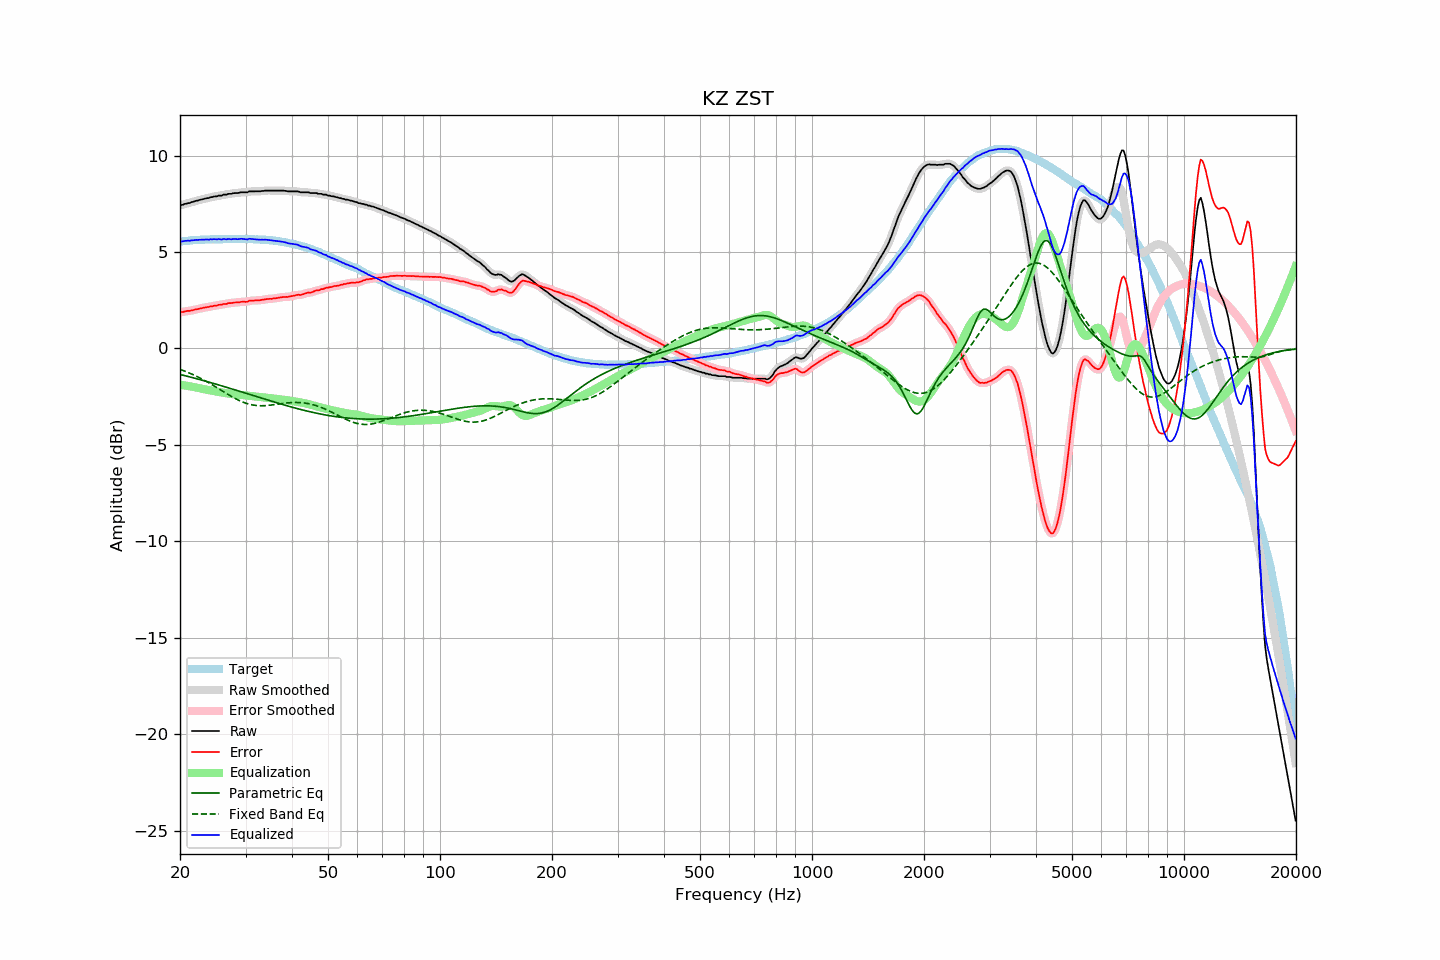 KZ ZST
10
5
0
−5
−10
−15
−20
−25
Amplitude (dBr)
Target
Raw Smoothed
Error Smoothed
Raw
Error
Equalization
Parametric Eq
Fixed Band Eq
Equalized
20 50 100 200 500 1000 2000 5000 10000 20000
Frequency (Hz)